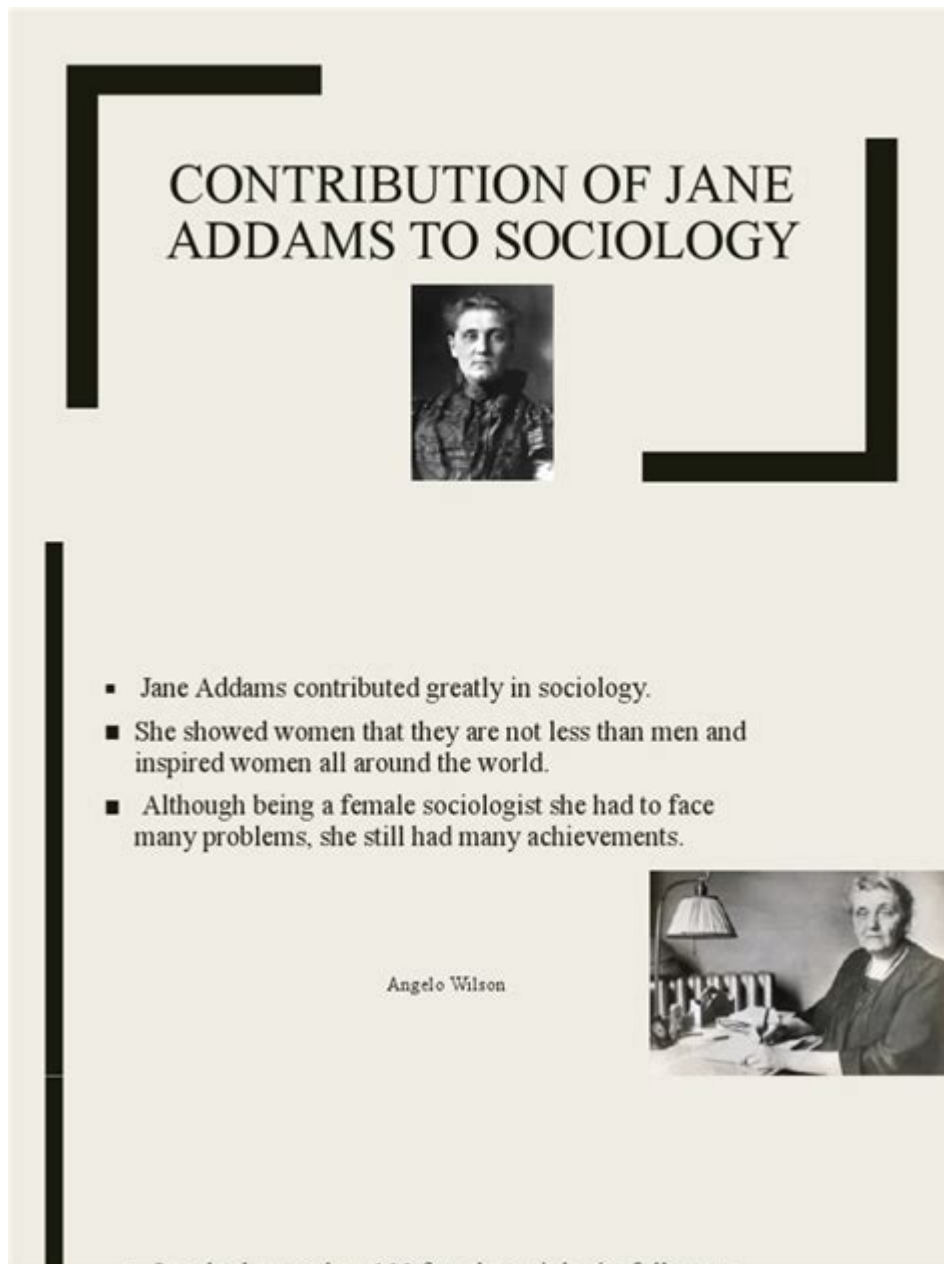 CONTRIBUTION OF JANE
ADDAMS TO SOCIOLOGY
Jane Addams contributed greatly in sociology.
She showed women that they are not less than men and
inspired women all around the world.
Although being a female sociologist she had to face
many problems, she still had many achievements.
Angelo Wilson